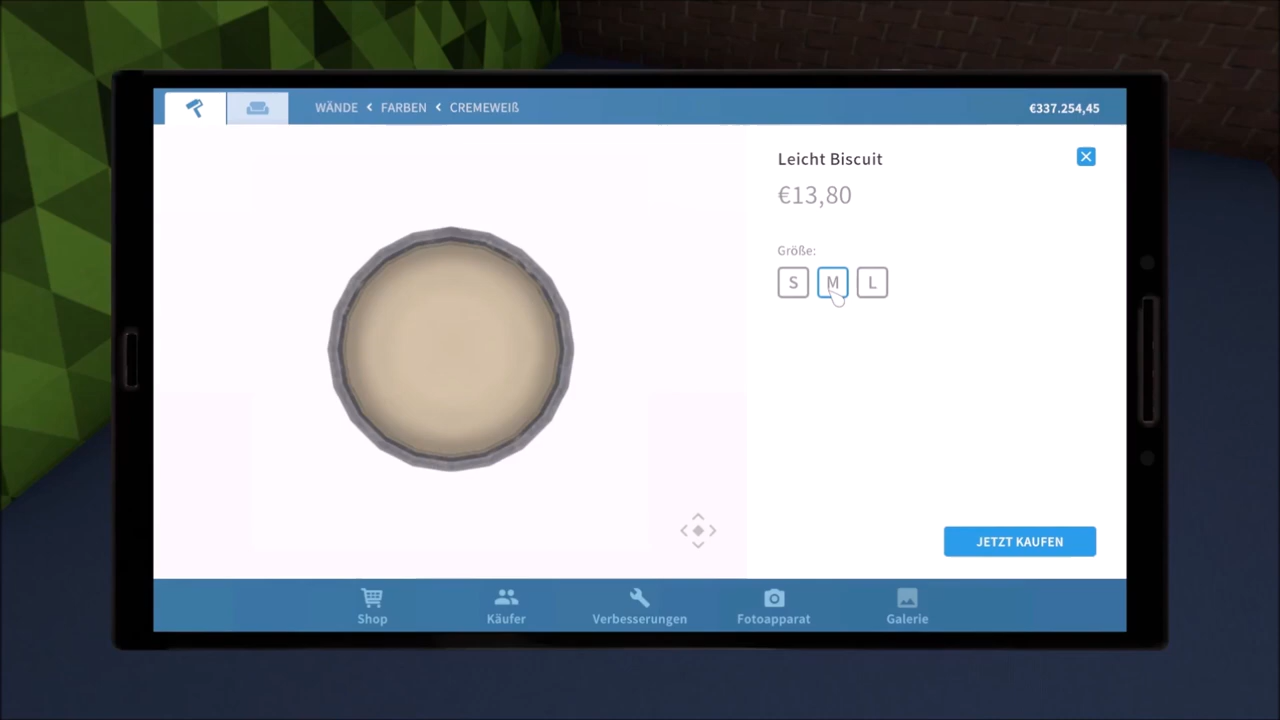 WÄNDE < FARBEN < CREMEWEIß
€337.254,45
Leicht Biscuit
€13,80
Größe:
S M L
JETZT KAUFEN
Shop
Käufer
Verbesserungen
Fotoapparat
Galerie